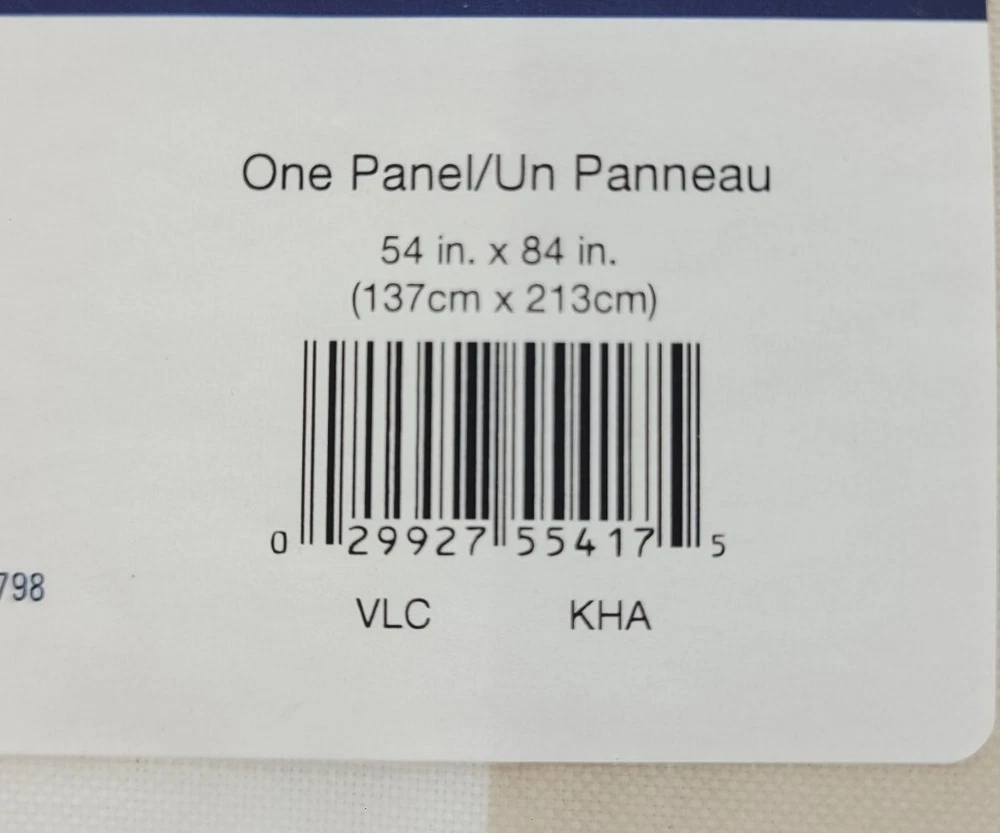 One Panel/Un Panneau
54 in. x 84 in.
(137cm x 213cm)
0 29927 55417 5
798
VLC KHA